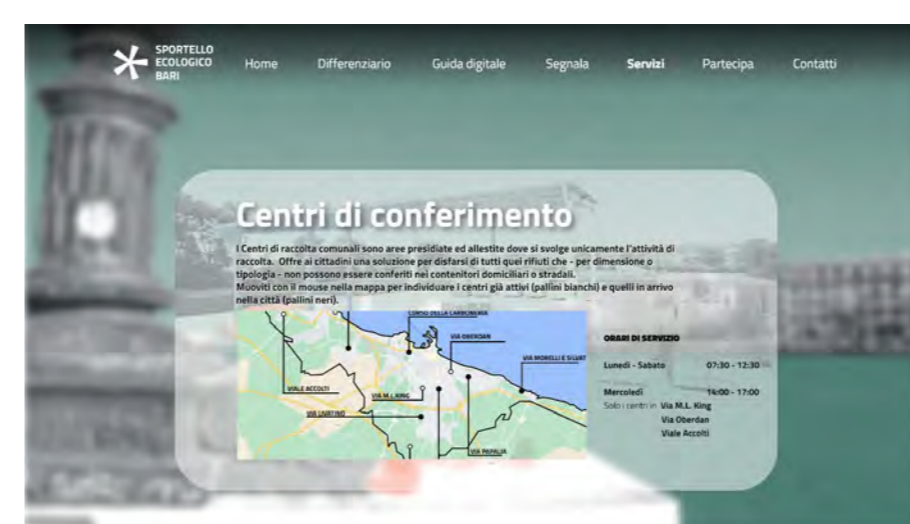 SPORTELLO
ECOLOGICO
BARI
Home Differenziario Guida digitale Segnala Servizi Partecipa Contatti
Centri di conferimento
I Centri di raccolta comunali sono aree presidiate ed allestite dove si svolge unicamente l'attività di
raccolta. Offre ai cittadini una soluzione per disfarsi di tutti quei rifiuti che - per dimensione o
tipologia - non possono essere conferiti nei contenitori domiciliari o stradali.
Muoviti con il mouse nella mappa per individuare i centri già attivi (pallini bianchi) e quelli in arrivo
nella città (pallini neri).
CORSO DELLA CARBONERIA
VIA OBERDAN
VIA MORELLI E SILVAT
VIALE ACCOLTI
VIA M.L.KING
VIA LIVATINO
VIA PAPALIA
ORARI DI SERVIZIO
Lunedì - Sabato 07:30 - 12:30
Mercoledì 14:00 - 17:00
Solo i centri in Via M.L. King
Via Oberdan
Viale Accolti